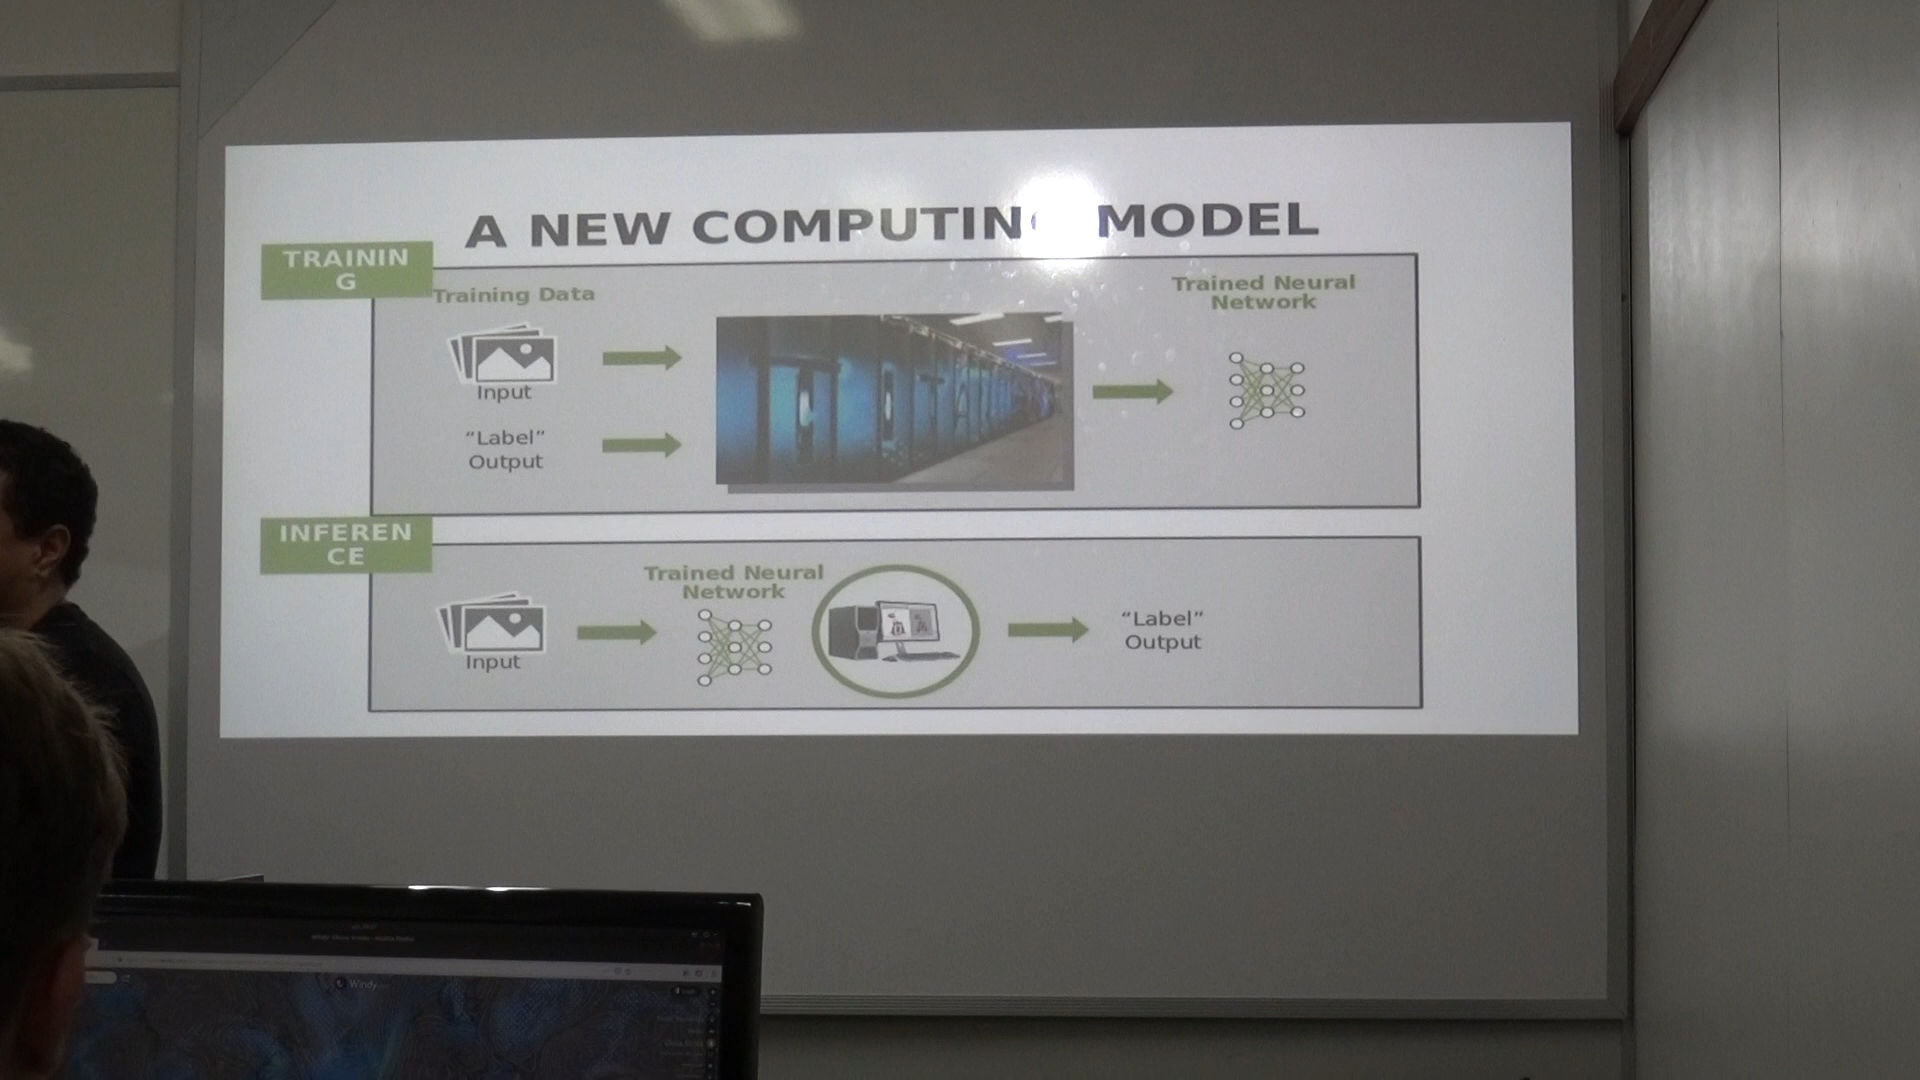 A NEW COMPUTIN MODEL
TRAININ
G
Training Data
Trained Neural
Network
Input
“Label”
Output
INFEREN
CE
Trained Neural
Network
Input
“Label”
Output
Windy